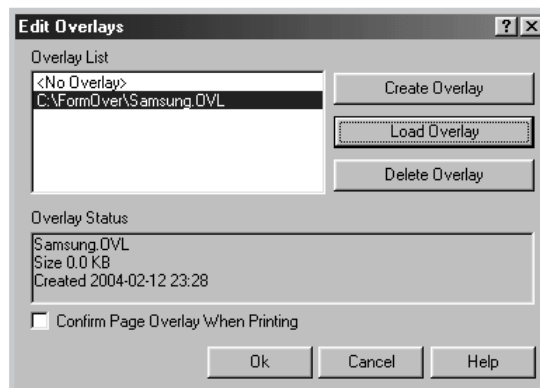 Edit Overlays
Overlay List
<No Overlay>
C:\FormOver\Samsung.OVL
Create Overlay
Load Overlay
Delete Overlay
Overlay Status
Samsung.OVL
Size 0.0 KB
Created 2004-02-12 23:28
Confirm Page Overlay When Printing
Ok Cancel Help